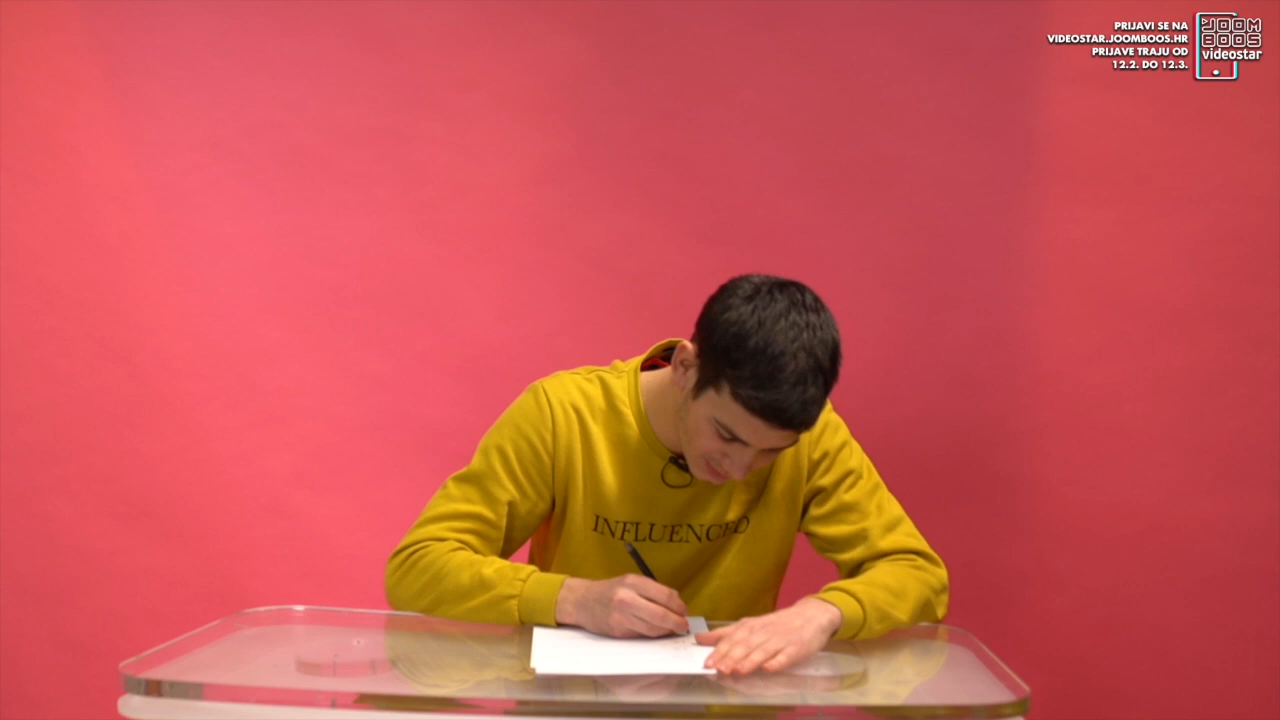 PRIJAVI SE NA
VIDEOSTAR.JOOMBOOS.HR
PRIJAVE TRAJU OD
12.2. DO 12.3.
JOOM
BOOS
videostar
INFLUENCED